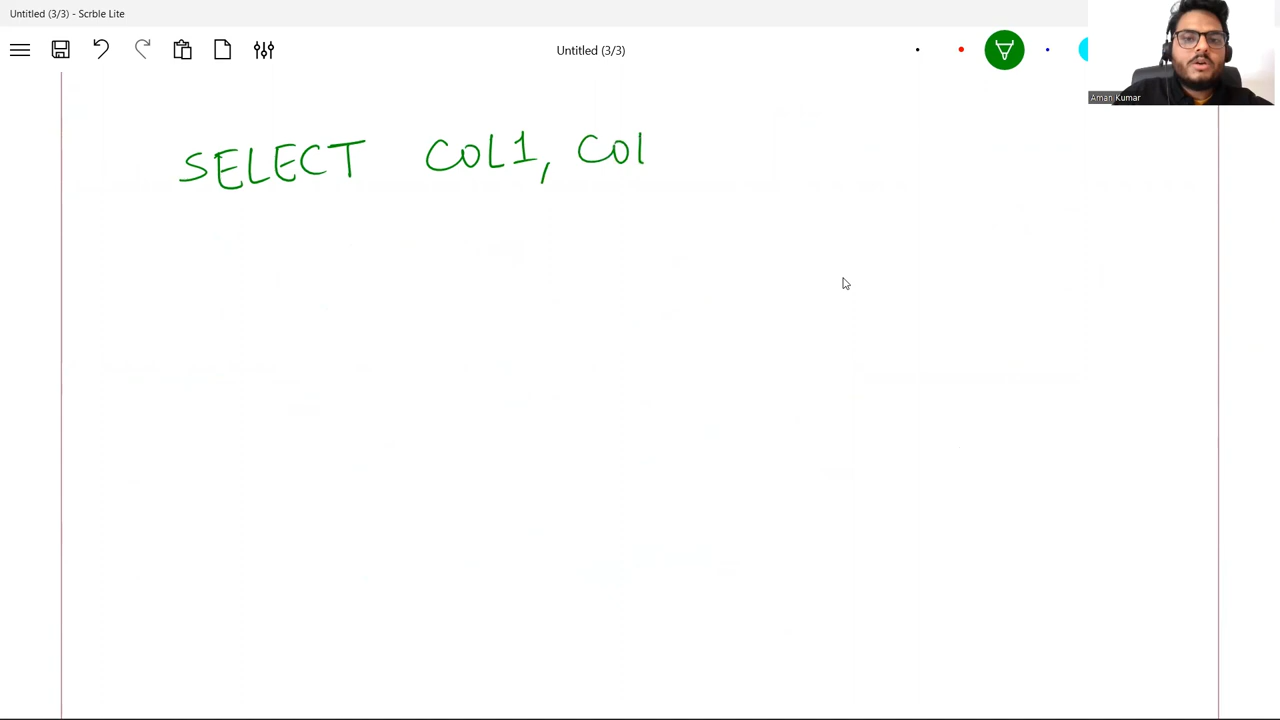 Untitled (3/3) - Scrble Lite
Untitled (3/3)
Aman Kumar
SELECT COL1, COL